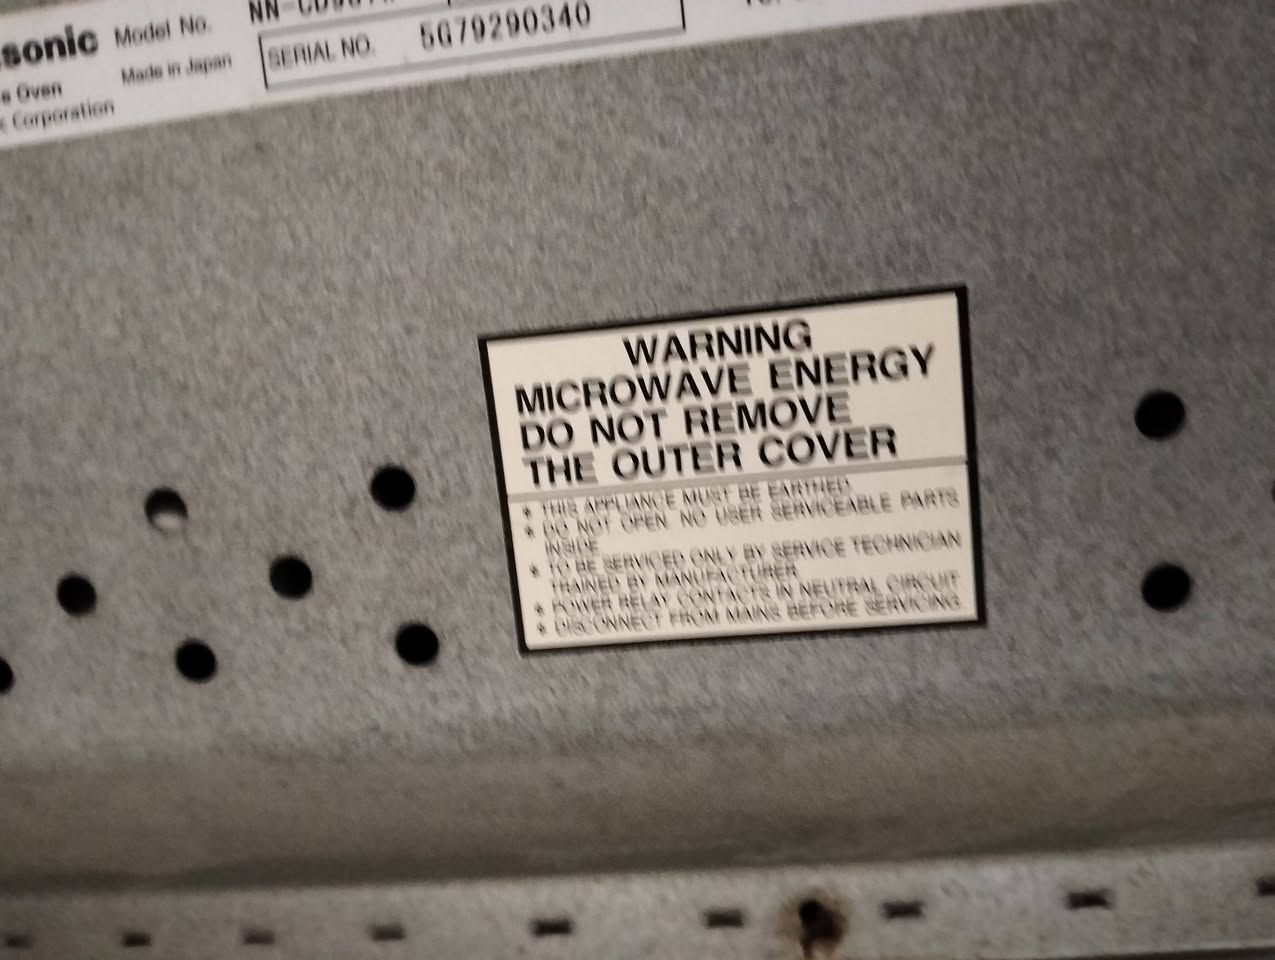 sonic Model No.
SERIAL NO. 5G79290340
Made in Japan
Oven
Corporation
WARNING
MICROWAVE ENERGY
DO NOT REMOVE
THE OUTER COVER
* THIS APPLIANCE MUST BE EARTHED
* DO NOT OPEN. NO USER SERVICEABLE PARTS
INSIDE
* TO BE SERVICED ONLY BY SERVICE TECHNICIAN
TRAINED BY MANUFACTURER
* POWER RELAY CONTACTS IN NEUTRAL CIRCUIT
* DISCONNECT FROM MAINS BEFORE SERVICING